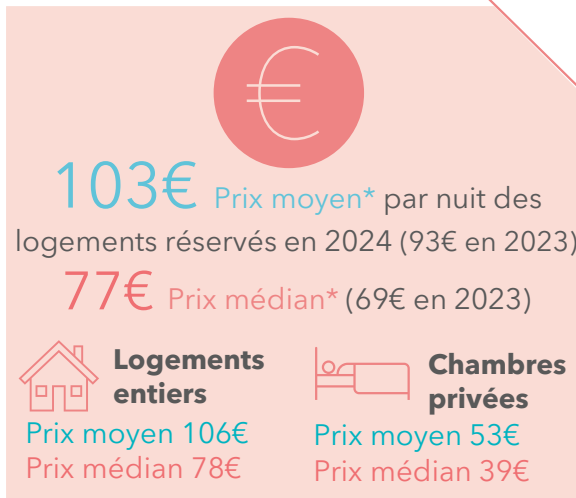 €
103€ Prix moyen* par nuit des
logements réservés en 2024 (93€ en 2023)
77€ Prix médian* (69€ en 2023)
Logements
entiers
Prix moyen 106€
Prix médian 78€
Chambres
privées
Prix moyen 53€
Prix médian 39€